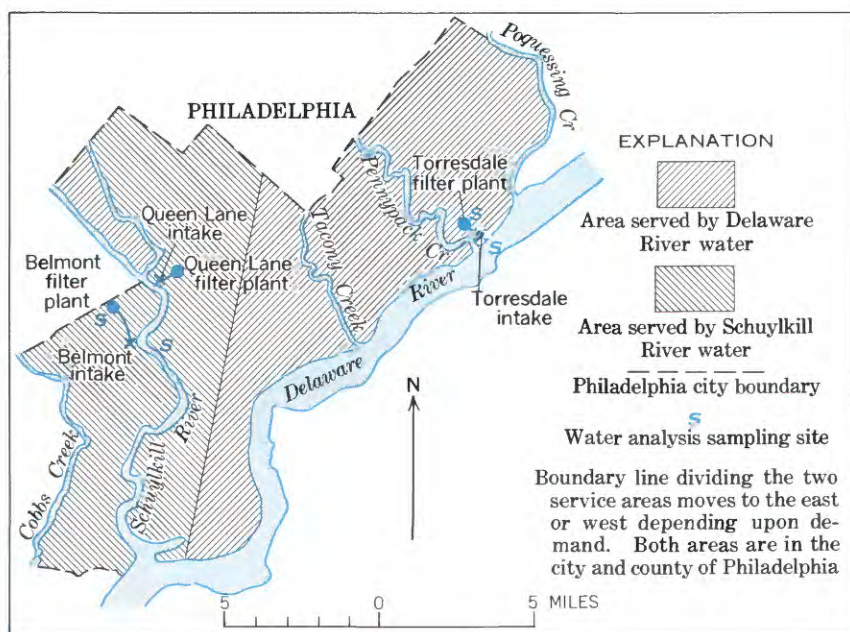 PHILADELPHIA
Poquessing Cr
Torresdale
filter plant
Pennypack Cr
S
S
Torresdale
intake
Queen Lane
intake
Queen Lane
filter plant
Belmont
filter
plant
S
Belmont
intake
S
Tacony Creek
Delaware River
Schuylkill River
Cobbs Creek
N
5 0 5 MILES
EXPLANATION
Area served by Delaware
River water
Area served by Schuylkill
River water
Philadelphia city boundary
S
Water analysis sampling site
Boundary line dividing the two
service areas moves to the east
or west depending upon de-
mand. Both areas are in the
city and county of Philadelphia